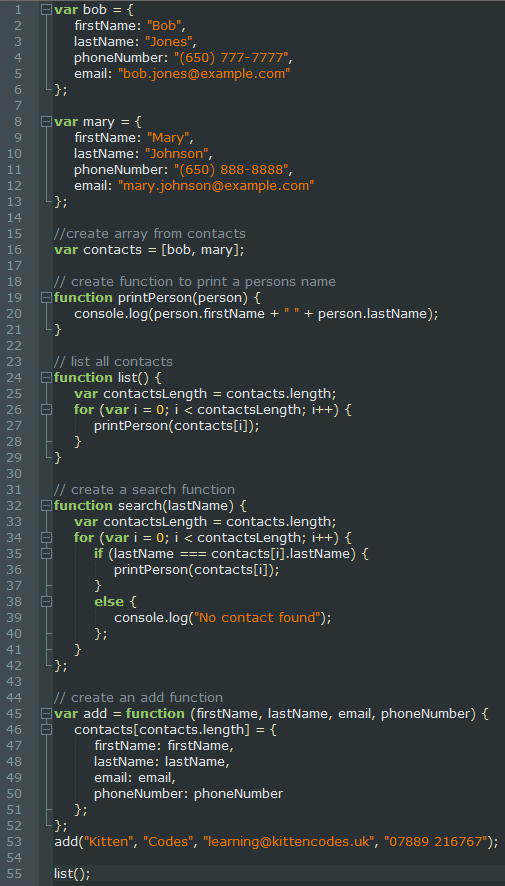 1 var bob = {
2 firstName: "Bob",
3 lastName: "Jones",
4 phoneNumber: "(650) 777-7777",
5 email: "bob.jones@example.com"
6 };
7
8 var mary = {
9 firstName: "Mary",
10 lastName: "Johnson",
11 phoneNumber: "(650) 888-8888",
12 email: "mary.johnson@example.com"
13 };
14
15 //create array from contacts
16 var contacts = [bob, mary];
17
18 // create function to print a persons name
19 function printPerson(person) {
20 console.log(person.firstName + " " + person.lastName);
21 }
22
23 // list all contacts
24 function list() {
25 var contactsLength = contacts.length;
26 for (var i = 0; i < contactsLength; i++) {
27 printPerson(contacts[i]);
28 }
29 }
30
31 // create a search function
32 function search(lastName) {
33 var contactsLength = contacts.length;
34 for (var i = 0; i < contactsLength; i++) {
35 if (lastName === contacts[i].lastName) {
36 printPerson(contacts[i]);
37 }
38 else {
39 console.log("No contact found");
40 };
41 }
42 };
43
44 // create an add function
45 var add = function (firstName, lastName, email, phoneNumber) {
46 contacts[contacts.length] = {
47 firstName: firstName,
48 lastName: lastName,
49 email: email,
50 phoneNumber: phoneNumber
51 };
52 };
53 add("Kitten", "Codes", "learning@kittencodes.uk", "07889 216767");
54
55 list();